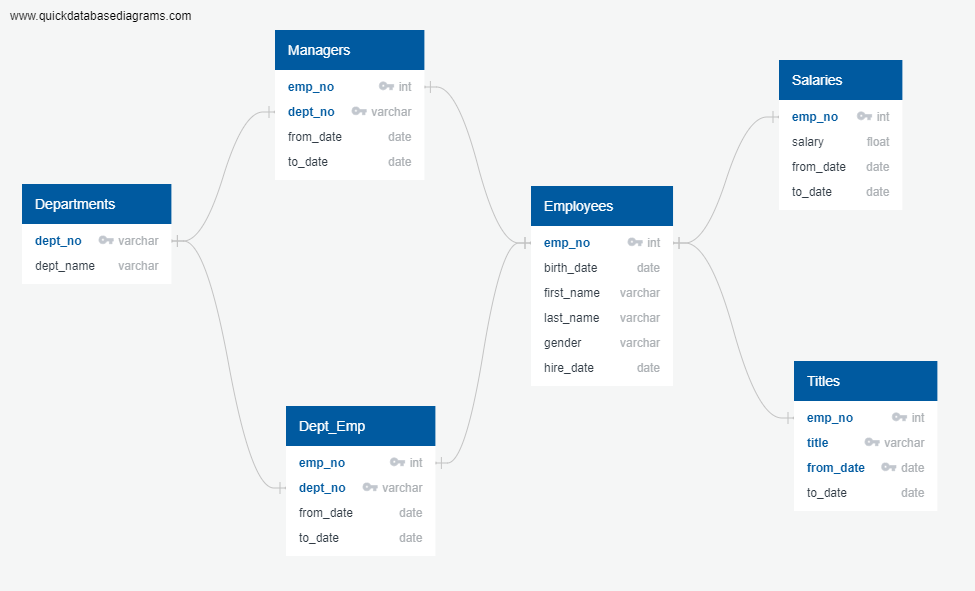 www.quickdatabasediagrams.com
Managers
emp_no int
dept_no varchar
from_date date
to_date date
Departments
dept_no varchar
dept_name varchar
Dept_Emp
emp_no int
dept_no varchar
from_date date
to_date date
Employees
emp_no int
birth_date date
first_name varchar
last_name varchar
gender varchar
hire_date date
Salaries
emp_no int
salary float
from_date date
to_date date
Titles
emp_no int
title varchar
from_date date
to_date date